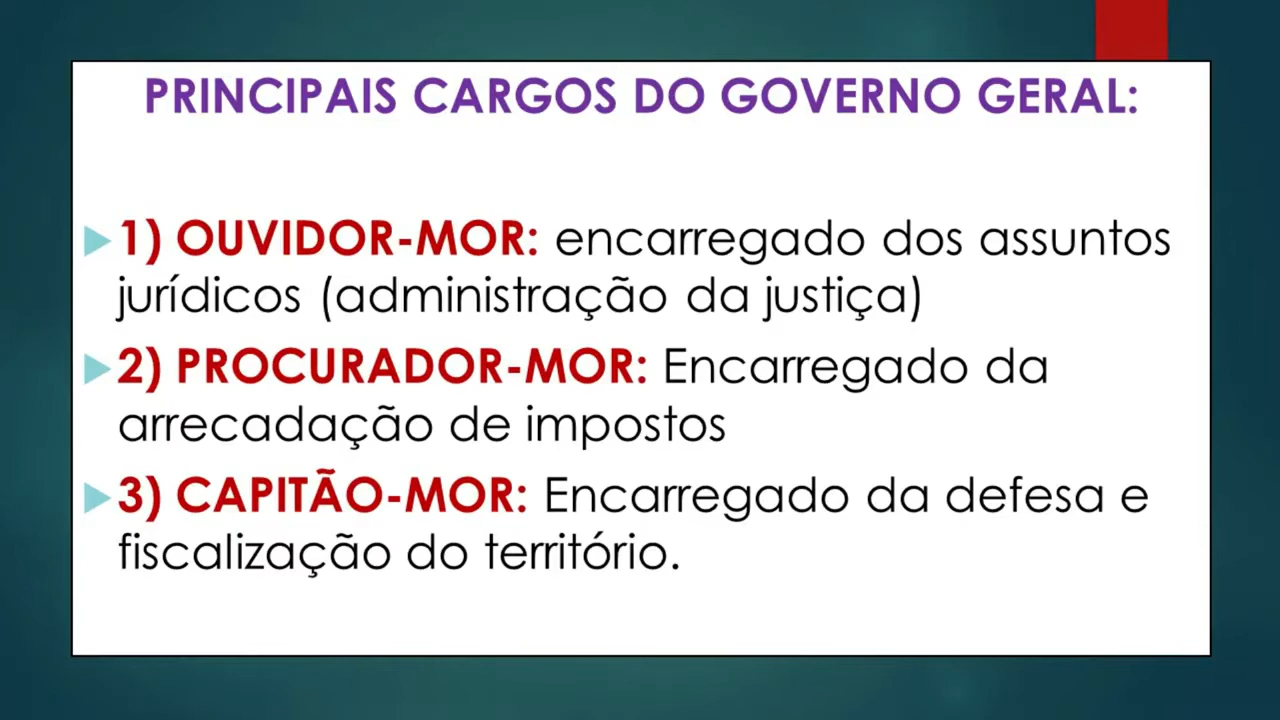 PRINCIPAIS CARGOS DO GOVERNO GERAL:
1) OUVIDOR-MOR: encarregado dos assuntos
jurídicos (administração da justiça)
2) PROCURADOR-MOR: Encarregado da
arrecadação de impostos
3) CAPITÃO-MOR: Encarregado da defesa e
fiscalização do território.